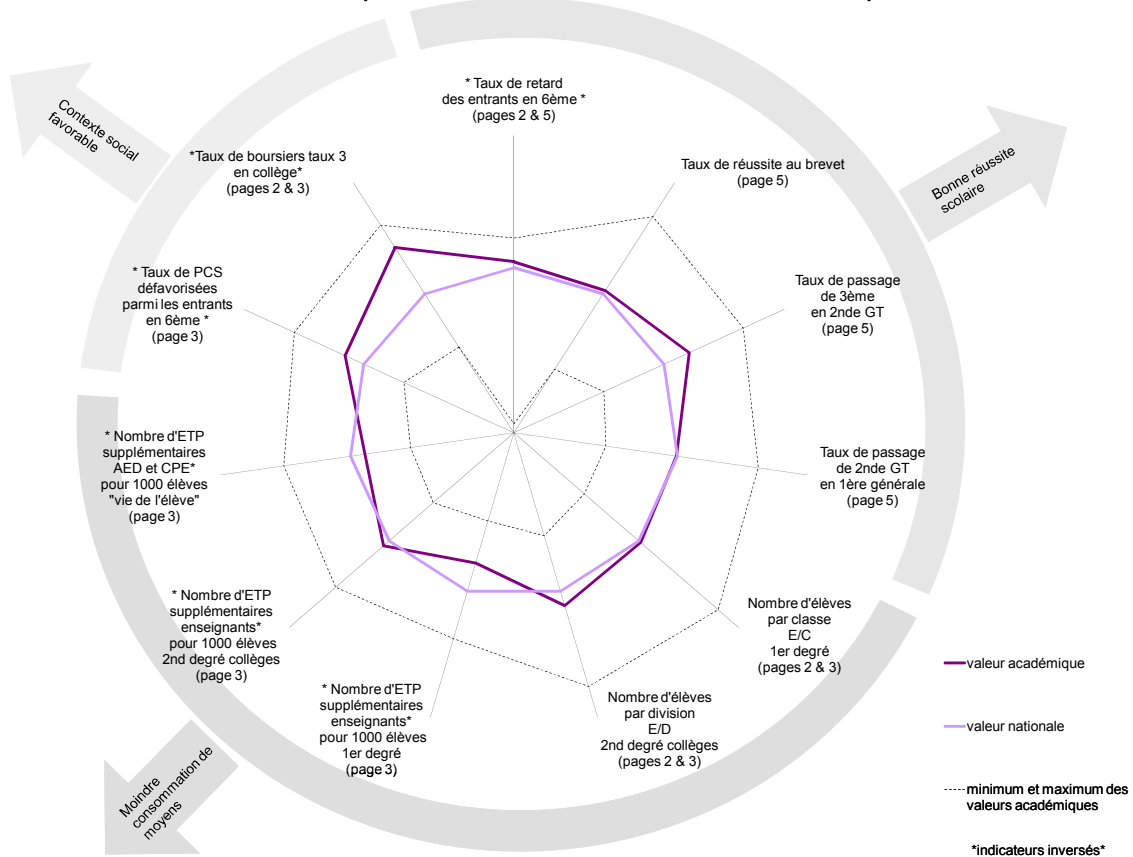 * Taux de retard
des entrants en 6ème *
(pages 2 & 5)
Contexte social
favorable
*Taux de boursiers taux 3
en collège*
(pages 2 & 3)
Taux de réussite au brevet
(page 5)
Bonne réussite
scolaire
* Taux de PCS
défavorisées
parmi les entrants
en 6ème *
(page 3)
Taux de passage
de 3ème
en 2nde GT
(page 5)
* Nombre d'ETP
supplémentaires
AED et CPE*
pour 1000 élèves
"vie de l'élève"
(page 3)
Taux de passage
de 2nde GT
en 1ère générale
(page 5)
* Nombre d'ETP
supplémentaires
enseignants*
pour 1000 élèves
2nd degré collèges
(page 3)
Nombre d'élèves
par classe
E/C
1er degré
(pages 2 & 3)
* Nombre d'ETP
supplémentaires
enseignants*
pour 1000 élèves
1er degré
(page 3)
Nombre d'élèves
par division
E/D
2nd degré collèges
(pages 2 & 3)
Moindre
consommation de
moyens
valeur académique
valeur nationale
minimum et maximum des
valeurs académiques
*indicateurs inversés*